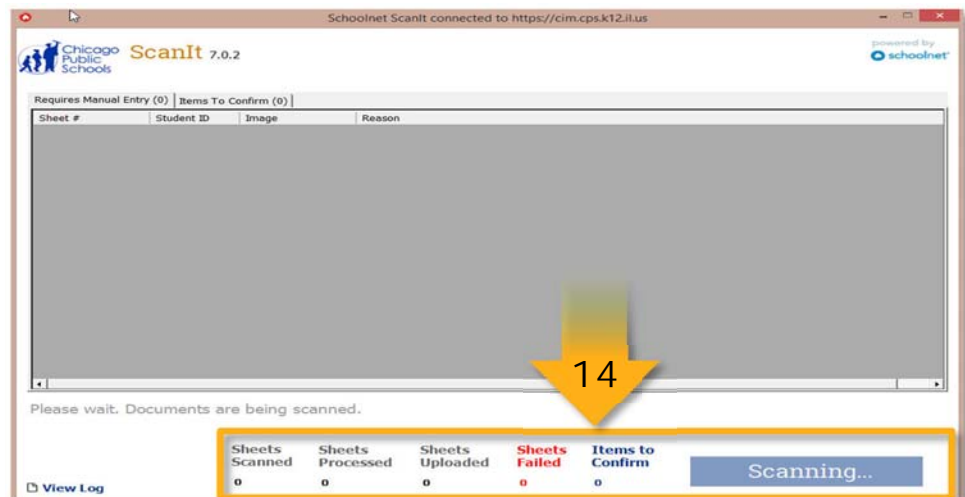 Schoolnet ScanIt connected to https://cim.cps.k12.il.us
Chicago
Public
Schools
ScanIt 7.0.2
powered by
schoolnet
Requires Manual Entry (0) Items To Confirm (0)
Sheet # Student ID Image Reason
14
Please wait. Documents are being scanned.
Sheets Scanned Sheets Processed Sheets Uploaded Sheets Failed Items to Confirm
0 0 0 0 0
Scanning...
View Log